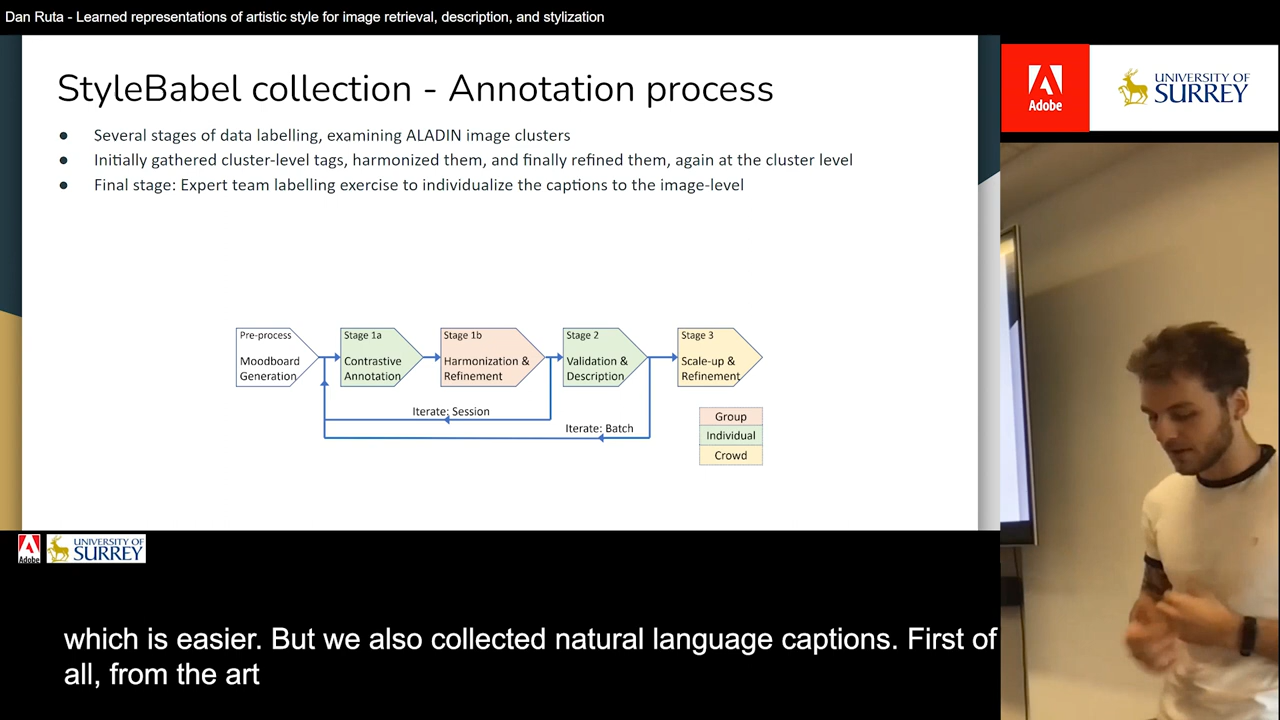 Dan Ruta - Learned representations of artistic style for image retrieval, description, and stylization
StyleBabel collection - Annotation process
● Several stages of data labelling, examining ALADIN image clusters
● Initially gathered cluster-level tags, harmonized them, and finally refined them, again at the cluster level
● Final stage: Expert team labelling exercise to individualize the captions to the image-level
Pre-process
Moodboard
Generation
Stage 1a
Contrastive
Annotation
Stage 1b
Harmonization &
Refinement
Stage 2
Validation &
Description
Stage 3
Scale-up &
Refinement
Iterate: Session
Iterate: Batch
Group
Individual
Crowd
Adobe
UNIVERSITY OF
SURREY
Adobe
UNIVERSITY OF
SURREY
which is easier. But we also collected natural language captions. First of
all, from the art